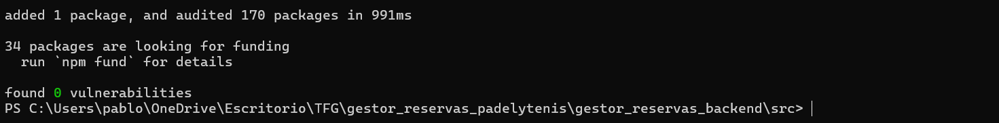 added 1 package, and audited 170 packages in 991ms
34 packages are looking for funding
  run `npm fund` for details
found 0 vulnerabilities
PS C:\Users\pablo\OneDrive\Escritorio\TFG\gestor_reservas_padelytenis\gestor_reservas_backend\src>